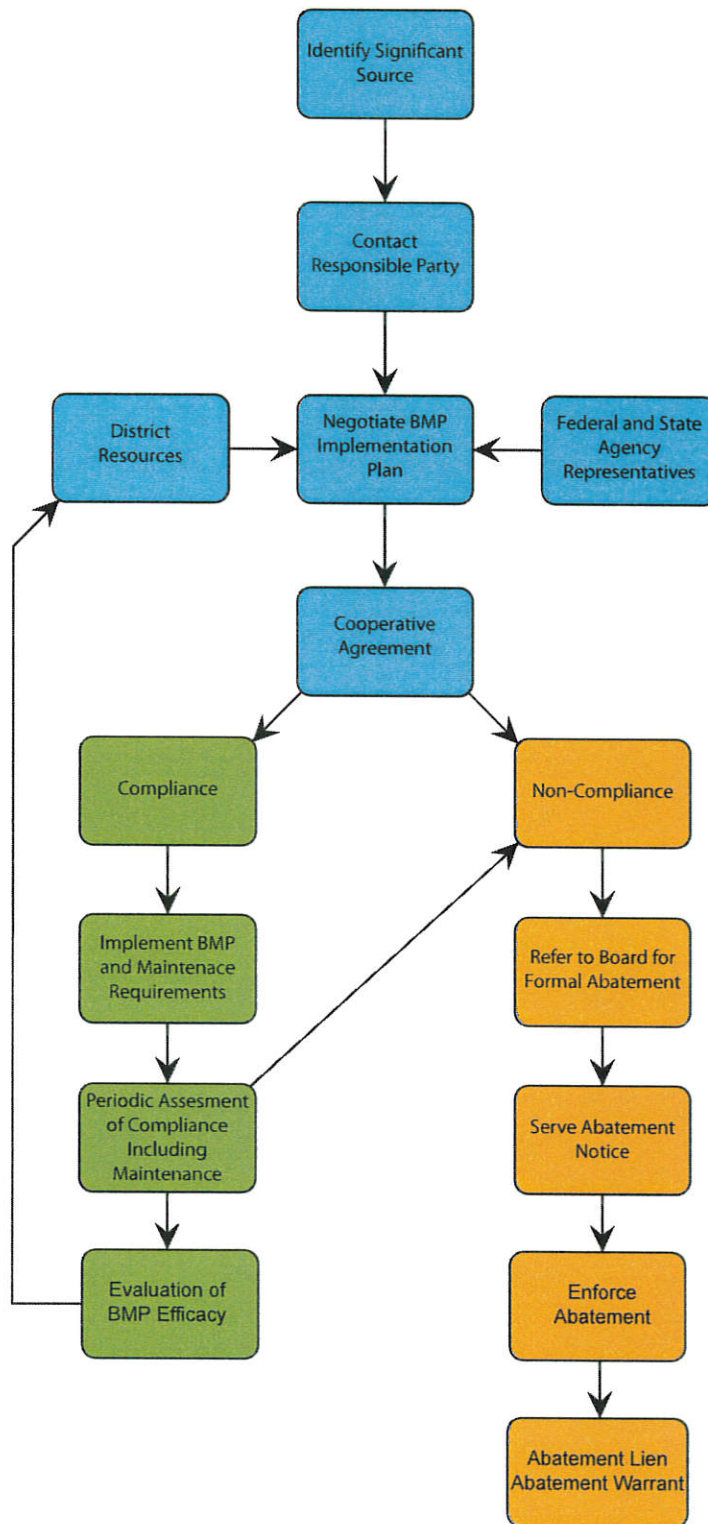 Identify Significant
Source
Contact
Responsible Party
District
Resources
Negotiate BMP
Implementation
Plan
Federal and State
Agency
Representatives
Cooperative
Agreement
Compliance
Non-Compliance
Implement BMP
and Maintenace
Requirements
Refer to Board for
Formal Abatement
Periodic Assesment
of Compliance
Including
Maintenance
Serve Abatement
Notice
Evaluation of
BMP Efficacy
Enforce
Abatement
Abatement Lien
Abatement Warrant